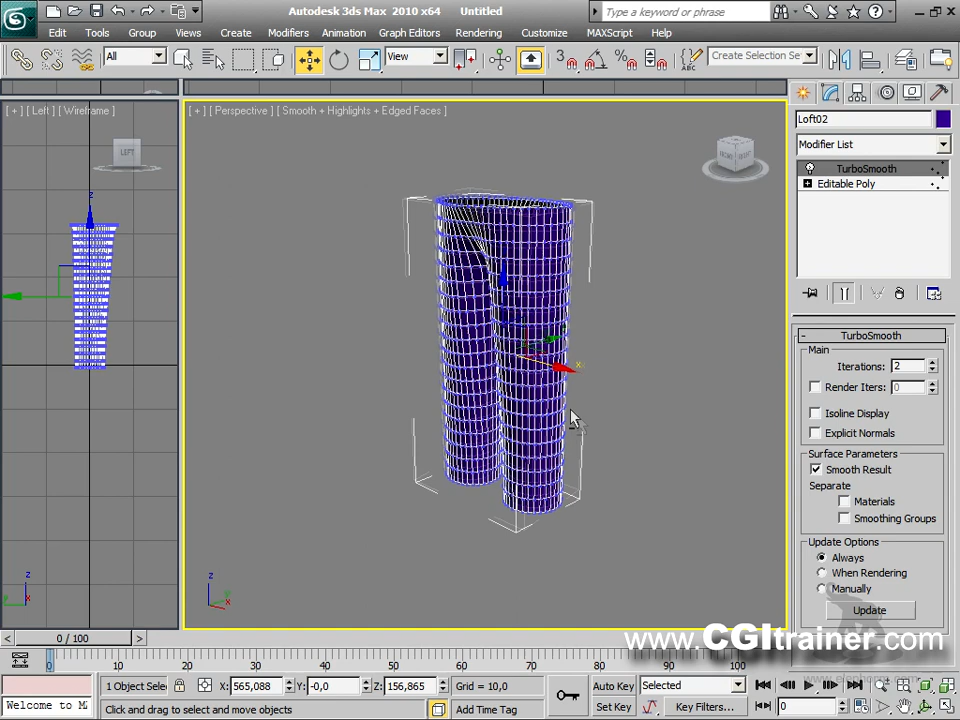 Autodesk 3ds Max 2010 x64 Untitled
Type a keyword or phrase
Edit Tools Group Views Create Modifiers Animation Graph Editors Rendering Customize MAXScript Help
All View 3 Create Selection Se
[ + ] [ Left ] [ Wireframe ]
[ + ] [ Perspective ] [ Smooth + Highlights + Edged Faces ]
Loft02
Modifier List
TurboSmooth
Editable Poly
LEFT
z
x
TurboSmooth
Main
Iterations: 2
Render Iters: 0
Isoline Display
Explicit Normals
Surface Parameters
Smooth Result
Separate
Materials
Smoothing Groups
Update Options
Always
When Rendering
Manually
Update
z
x
z
x
0 / 100
www.CGItrainer.com
0 10 20 30 40 50 60 70 80 90 100
1 Object Selec X: 565,088 Y: -0,0 Z: 156,865 Grid = 10,0 Auto Key Selected
Welcome to M Click and drag to select and move objects Add Time Tag Set Key Key Filters... 0